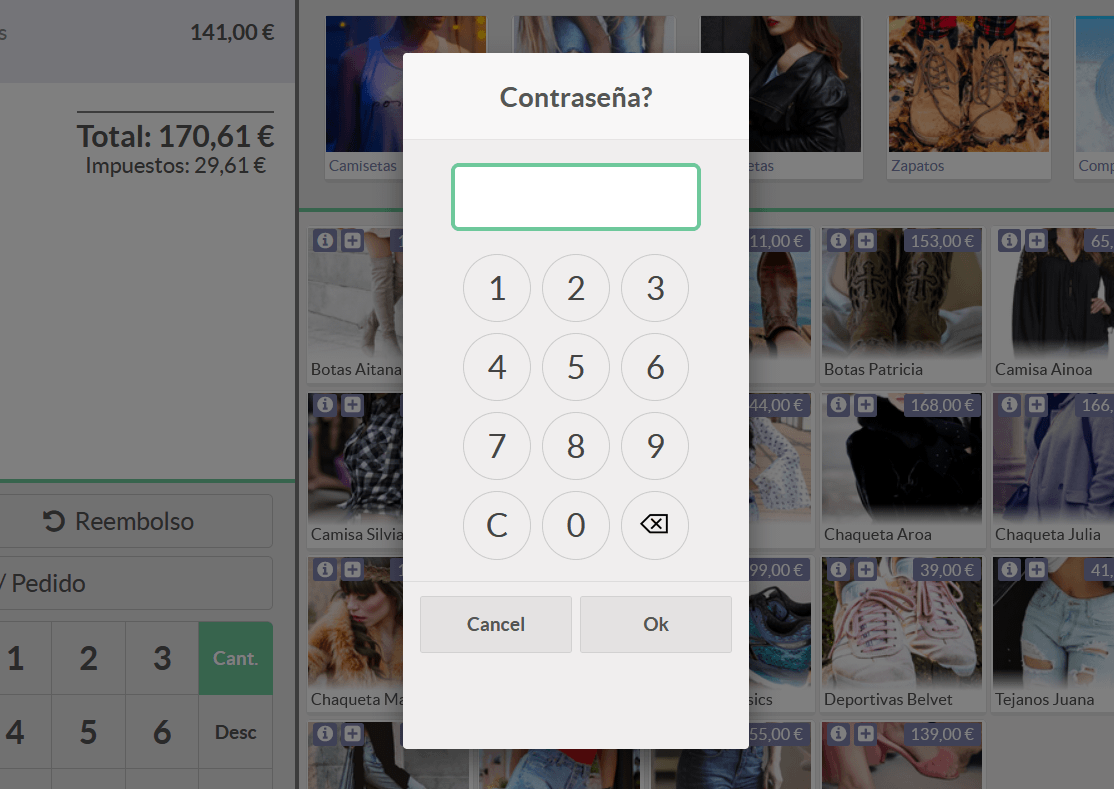 s 141,00 €
Total: 170,61 €
Impuestos: 29,61 €
Reembolso
/ Pedido
1 2 3 Cant.
4 5 6 Desc
Camisetas
etas
Zapatos
Comp
Contraseña?
1 2 3
4 5 6
7 8 9
C 0
Cancel Ok
1 11,00 € 153,00 € 65,
Botas Aitana Botas Patricia Camisa Ainoa
44,00 € 168,00 € 166,
Camisa Silvia Chaqueta Aroa Chaqueta Julia
1 99,00 € 39,00 € 41,
Chaqueta Ma sics Deportivas Belvet Tejanos Juana
55,00 € 139,00 €